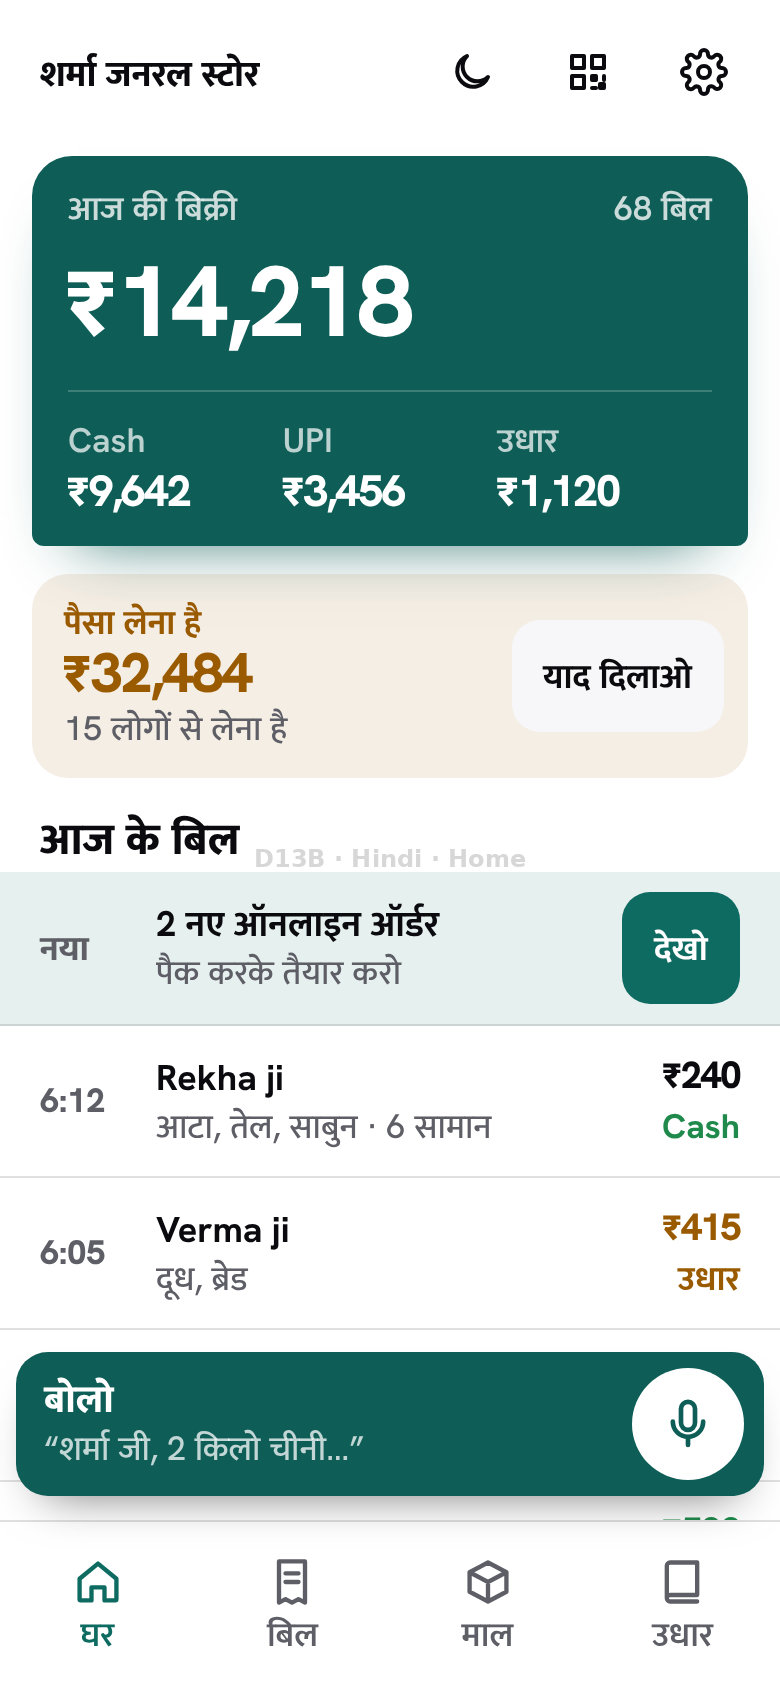 शर्मा जनरल स्टोर
आज की बिक्री 68 बिल
₹14,218
Cash UPI उधार
₹9,642 ₹3,456 ₹1,120
पैसा लेना है
₹32,484
15 लोगों से लेना है
याद दिलाओ
आज के बिल
D13B · Hindi · Home
नया
2 नए ऑनलाइन ऑर्डर
पैक करके तैयार करो
देखो
6:12
Rekha ji
आटा, तेल, साबुन · 6 सामान
₹240
Cash
6:05
Verma ji
दूध, ब्रेड
₹415
उधार
बोलो
“शर्मा जी, 2 किलो चीनी...”
घर बिल माल उधार